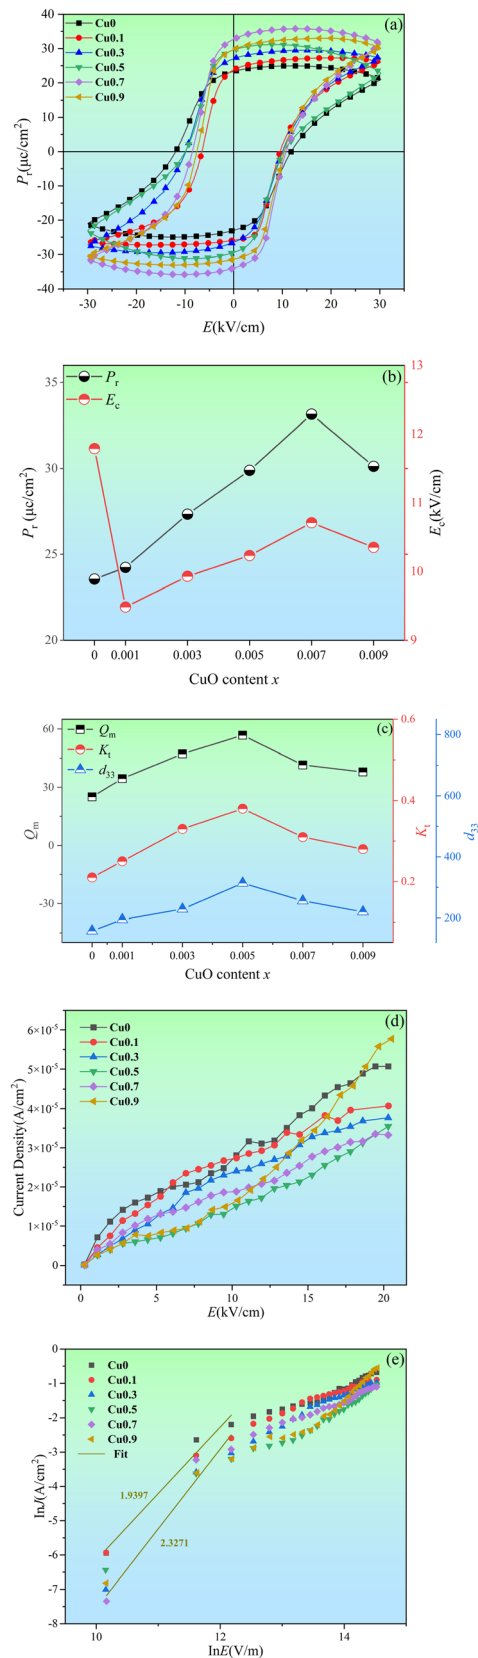 (a)
Cu0
Cu0.1
Cu0.3
Cu0.5
Cu0.7
Cu0.9
40
30
20
10
0
-10
-20
-30
-40
Pr(μc/cm²)
-30 -20 -10 0 10 20 30
E(kV/cm)
(b)
Pr
Ec
35
30
25
20
Pr (μc/cm²)
13
12
11
10
9
Ec(kV/cm)
0 0.001 0.003 0.005 0.007 0.009
CuO content x
(c)
Qm
Kt
d33
60
30
0
-30
Qm
0.6
0.4
0.2
Kt
800
600
400
200
d33
0 0.001 0.003 0.005 0.007 0.009
CuO content x
(d)
Cu0
Cu0.1
Cu0.3
Cu0.5
Cu0.7
Cu0.9
6×10⁻⁵
5×10⁻⁵
4×10⁻⁵
3×10⁻⁵
2×10⁻⁵
1×10⁻⁵
0
Current Density(A/cm²)
0 5 10 15 20
E(kV/cm)
(e)
Cu0
Cu0.1
Cu0.3
Cu0.5
Cu0.7
Cu0.9
Fit
1.9397
2.3271
0
-1
-2
-3
-4
-5
-6
-7
-8
lnJ(A/cm²)
10 12 14
lnE(V/m)